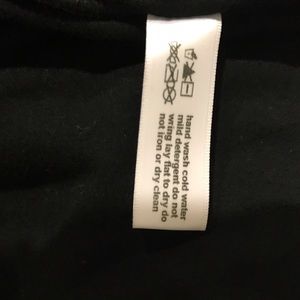 hand wash cold water
mild detergent do not
wring lay flat to dry do
not iron or dry clean